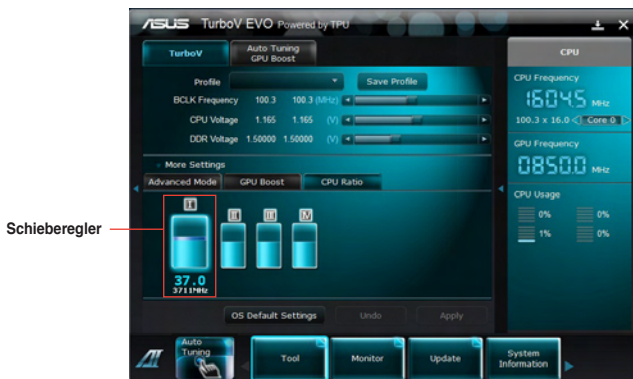 ASUS TurboV EVO Powered by TPU
TurboV
Auto Tuning
GPU Boost
Profile
Save Profile
BCLK Frequency 100.3 100.3 (MHz)
CPU Voltage 1.165 1.165 (V)
DDR Voltage 1.50000 1.50000 (V)
More Settings
Advanced Mode
GPU Boost
CPU Ratio
Schieberegler
I
II
III
IV
37.0
3711MHz
OS Default Settings
Undo
Apply
CPU
CPU Frequency
1604.5 MHz
100.3 x 16.0 Core 0
GPU Frequency
0850.0 MHz
CPU Usage
0% 0%
1% 0%
AI
Auto
Tuning
Tool
Monitor
Update
System
Information